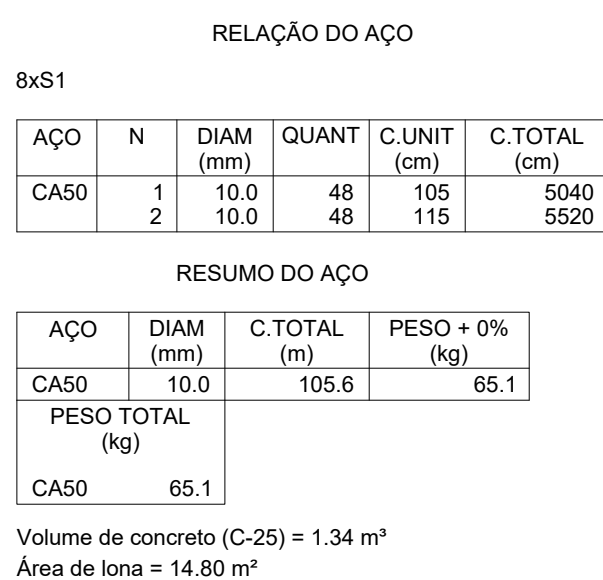 RELAÇÃO DO AÇO
8xS1
AÇO N DIAM QUANT C.UNIT C.TOTAL
(mm) (cm) (cm)
CA50 1 10.0 48 105 5040
2 10.0 48 115 5520
RESUMO DO AÇO
AÇO DIAM C.TOTAL PESO + 0%
(mm) (m) (kg)
CA50 10.0 105.6 65.1
PESO TOTAL
(kg)
CA50 65.1
Volume de concreto (C-25) = 1.34 m³
Área de lona = 14.80 m²